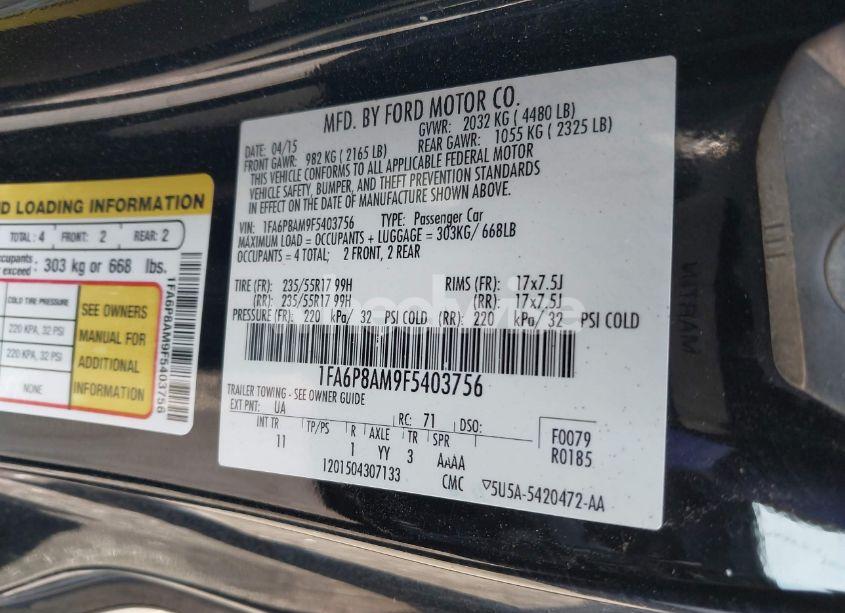 MFD. BY FORD MOTOR CO.
DATE: 04/15 GVWR: 2032 KG ( 4480 LB)
FRONT GAWR: 982 KG ( 2165 LB) REAR GAWR: 1055 KG ( 2325 LB)
THIS VEHICLE CONFORMS TO ALL APPLICABLE FEDERAL MOTOR
VEHICLE SAFETY, BUMPER, AND THEFT PREVENTION STANDARDS
IN EFFECT ON THE DATE OF MANUFACTURE SHOWN ABOVE.
VIN: 1FA6P8AM9F5403756 TYPE: Passenger Car
MAXIMUM LOAD = OCCUPANTS + LUGGAGE = 303KG/ 668LB
OCCUPANTS = 4 TOTAL; 2 FRONT, 2 REAR
TIRE (FR): 235/55R17 99H RIMS (FR): 17x7.5J
(RR): 235/55R17 99H (RR): 17x7.5J
PRESSURE (FR): 220 kPa/ 32 PSI COLD (RR): 220 kPa/ 32 PSI COLD
1FA6P8AM9F5403756
TRAILER TOWING - SEE OWNER GUIDE
EXT PNT: UA RC: 71 DSO:
INT TR TP/PS R AXLE TR SPR
11 1 YY 3 AAAA
1201504307133 CMC ▽5U5A-5420472-AA
F0079
R0185
LOADING INFORMATION
TOTAL: 4 FRONT: 2 REAR: 2
303 kg or 668 lbs.
COLD TIRE PRESSURE
220 KPA, 32 PSI
220 KPA, 32 PSI
NONE
SEE OWNERS
MANUAL FOR
ADDITIONAL
INFORMATION
1FA6P8AM9F5403756